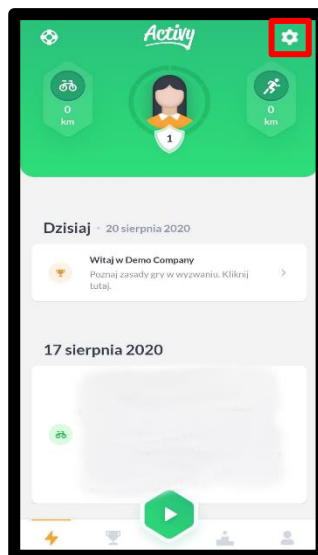 Activy
0
km
0
km
1
Dzisiaj · 20 sierpnia 2020
Witaj w Demo Company
Poznaj zasady gry w wyzwaniu. Kliknij
tutaj.
17 sierpnia 2020